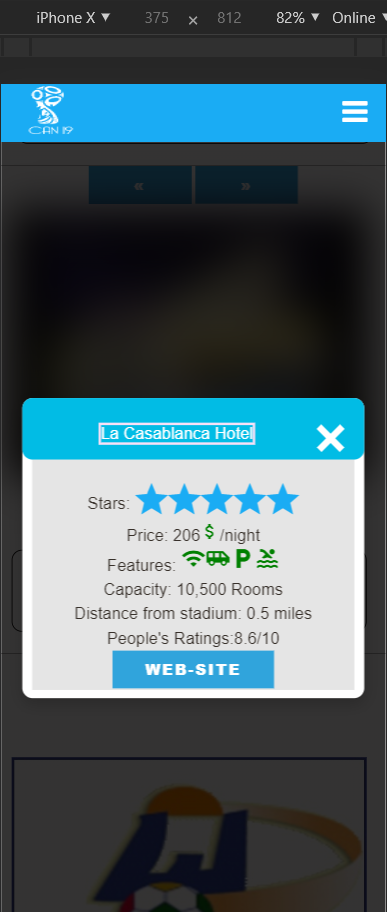 iPhone X ▼ 375 × 812 82% ▼ Online ▼
CAN 19
« »
La Casablanca Hotel
Stars:
Price: 206 $ /night
Features: P
Capacity: 10,500 Rooms
Distance from stadium: 0.5 miles
People's Ratings:8.6/10
WEB-SITE